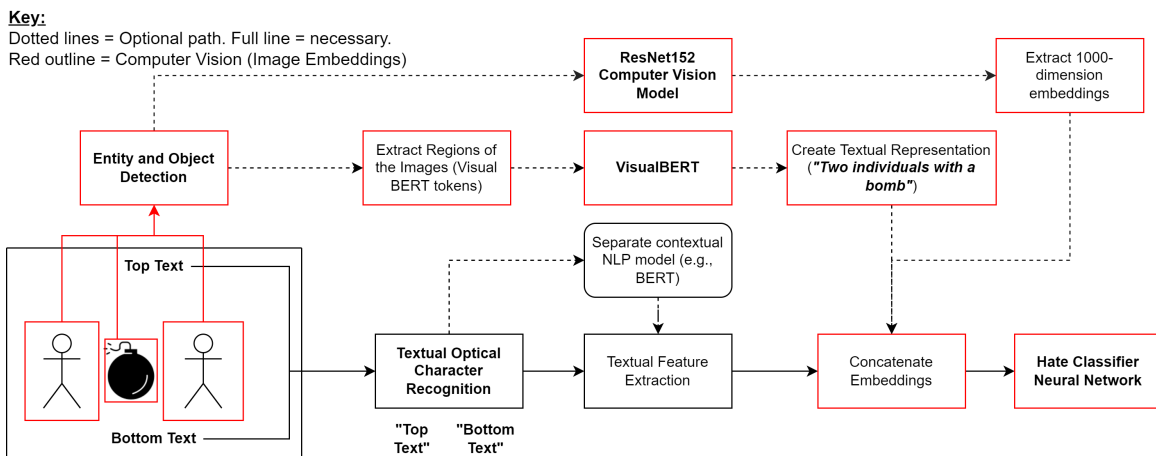 Key:
Dotted lines = Optional path. Full line = necessary.
Red outline = Computer Vision (Image Embeddings)
ResNet152
Computer Vision
Model
Extract 1000-
dimension
embeddings
Entity and Object
Detection
Extract Regions of
the Images (Visual
BERT tokens)
VisualBERT
Create Textual Representation
("Two individuals with a
bomb")
Separate contextual
NLP model (e.g.,
BERT)
Top Text
Bottom Text
Textual Optical
Character
Recognition
"Top
Text"
"Bottom
Text"
Textual Feature
Extraction
Concatenate
Embeddings
Hate Classifier
Neural Network